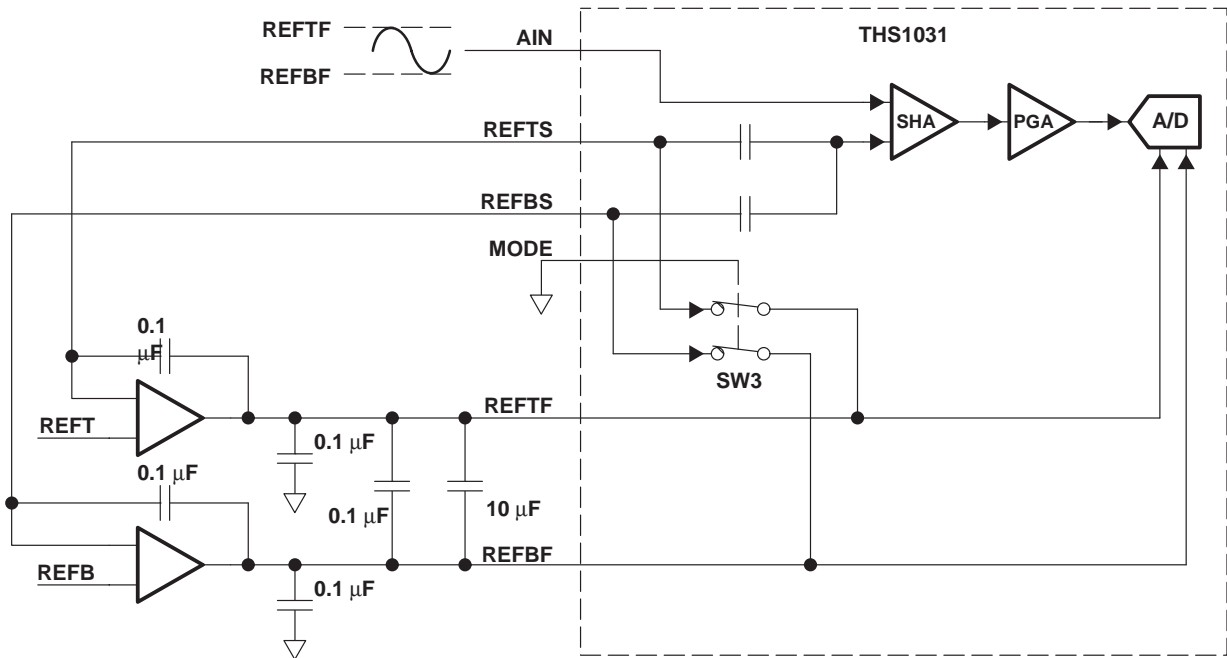 REFTF
REFBF
AIN
THS1031
SHA
PGA
A/D
REFTS
REFBS
MODE
SW3
0.1
μF
REFT
REFTF
0.1 μF
0.1 μF
0.1 μF
10 μF
REFB
REFBF
0.1 μF